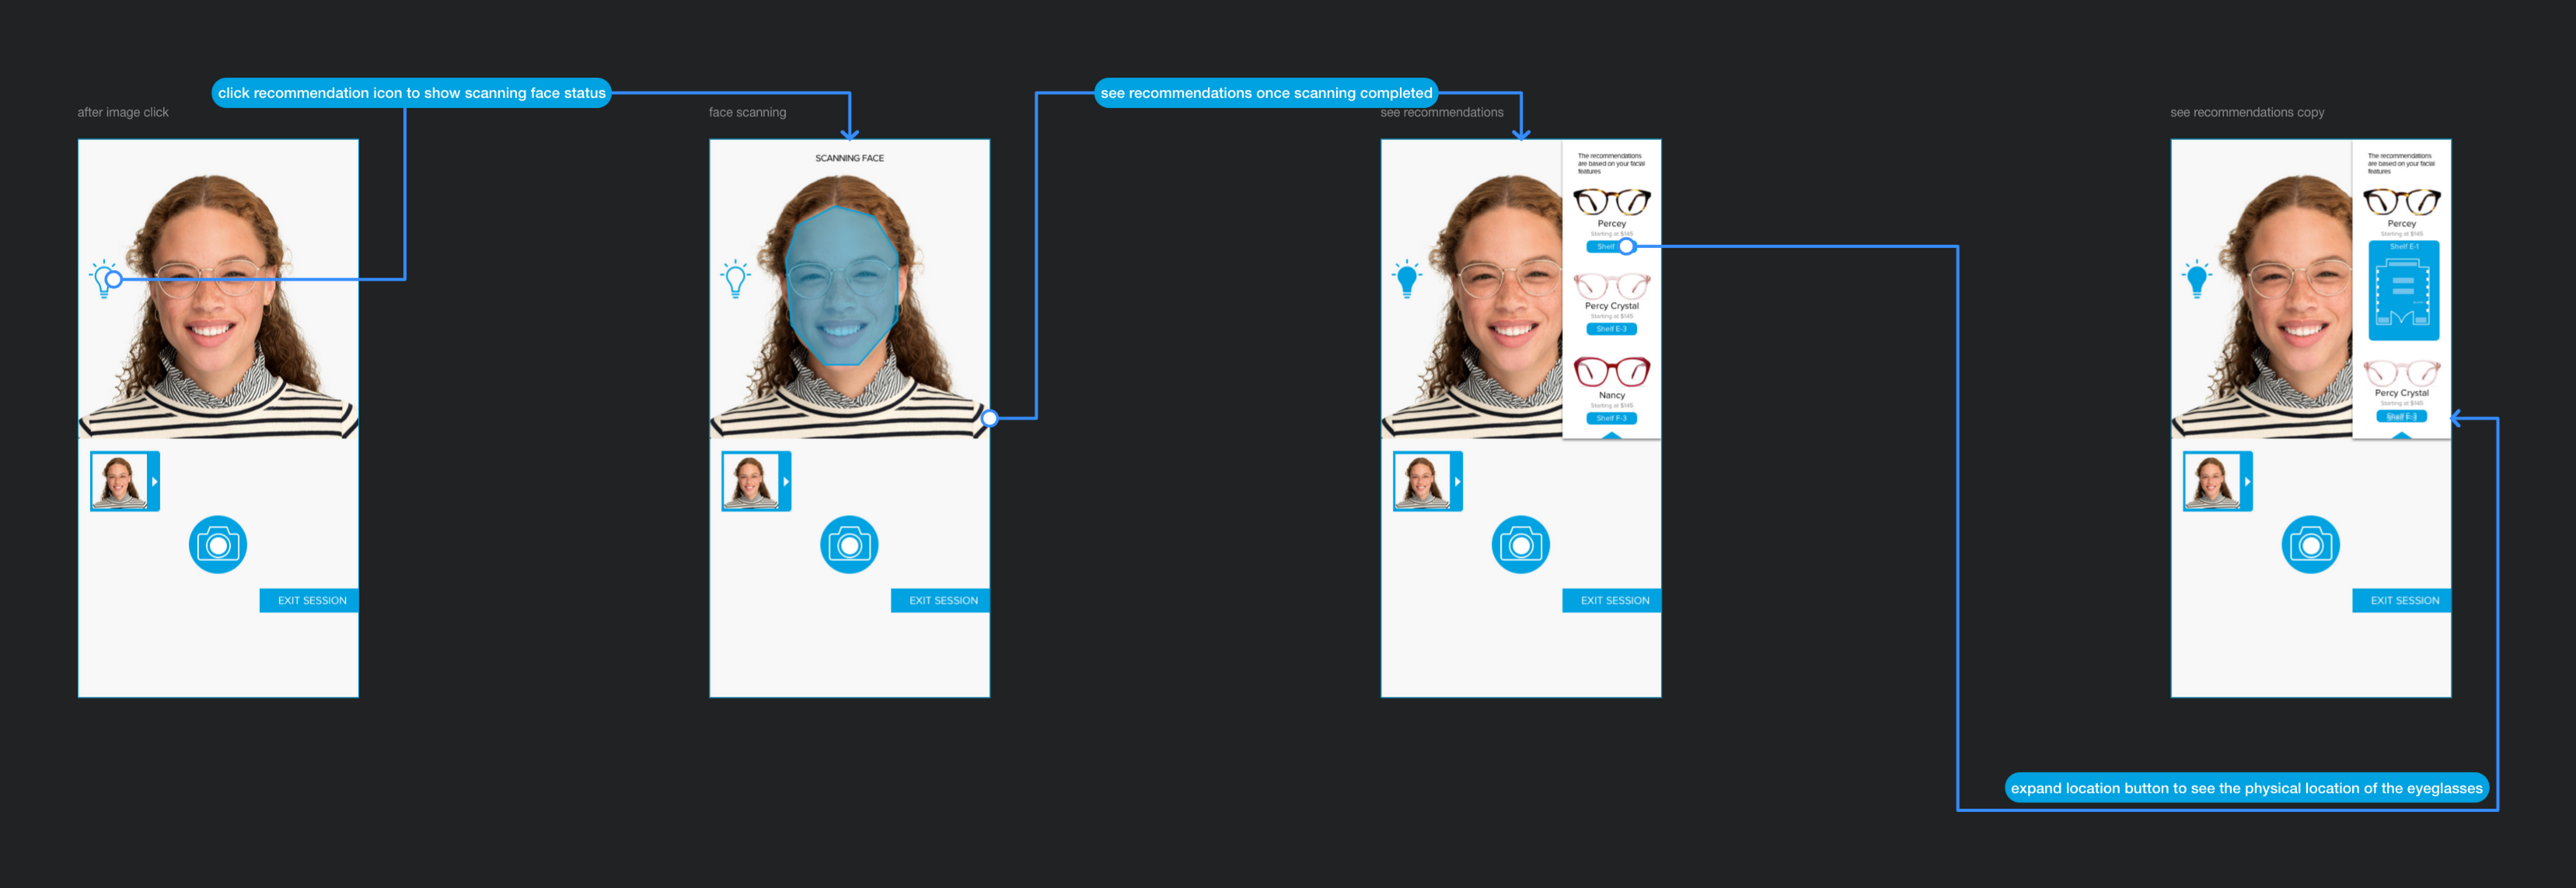 click recommendation icon to show scanning face status
see recommendations once scanning completed
after image click
face scanning
see recommendations
see recommendations copy
SCANNING FACE
EXIT SESSION
EXIT SESSION
The recommendations
are based on your facial
features
Percey
Starting at $145
Shelf
Percy Crystal
Starting at $145
Shelf E-3
Nancy
Starting at $145
Shelf F-3
EXIT SESSION
The recommendations
are based on your facial
features
Percey
Starting at $145
Shelf E-1
Percy Crystal
Starting at $145
EXIT SESSION
expand location button to see the physical location of the eyeglasses